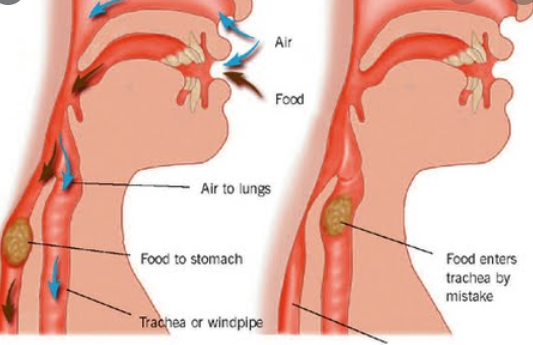 Air
Food
Air to lungs
Food to stomach
Trachea or windpipe
Food enters
trachea by
mistake